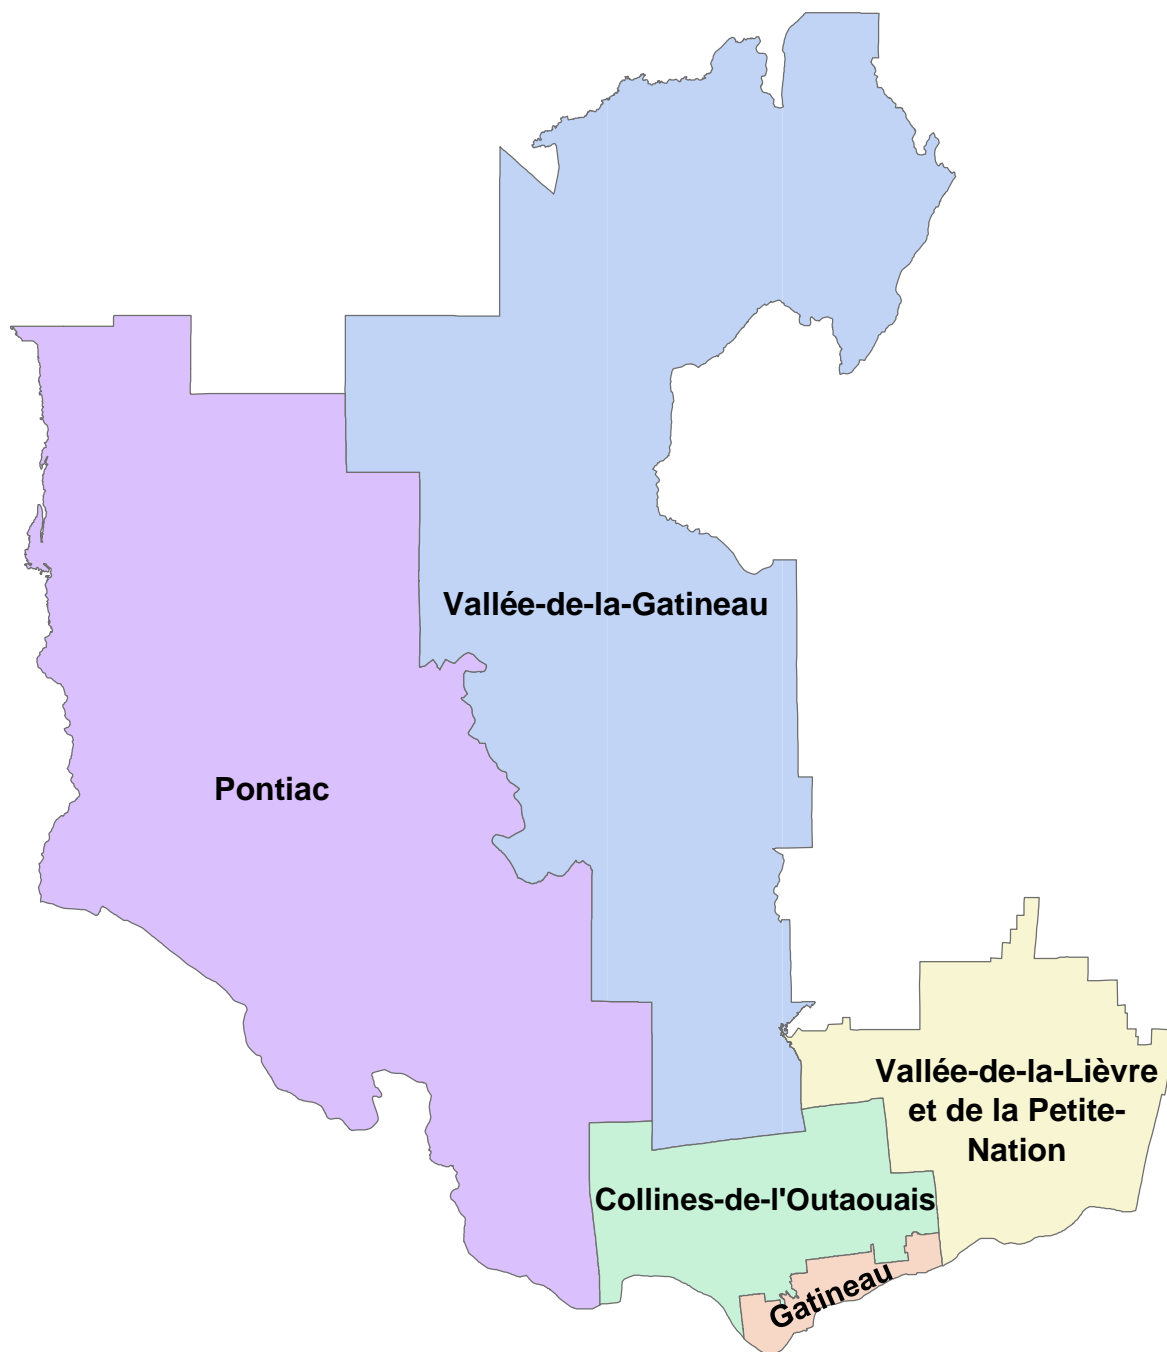 Vallée-de-la-Gatineau
Pontiac
Vallée-de-la-Lièvre
et de la Petite-
Nation
Collines-de-l'Outaouais
Gatineau